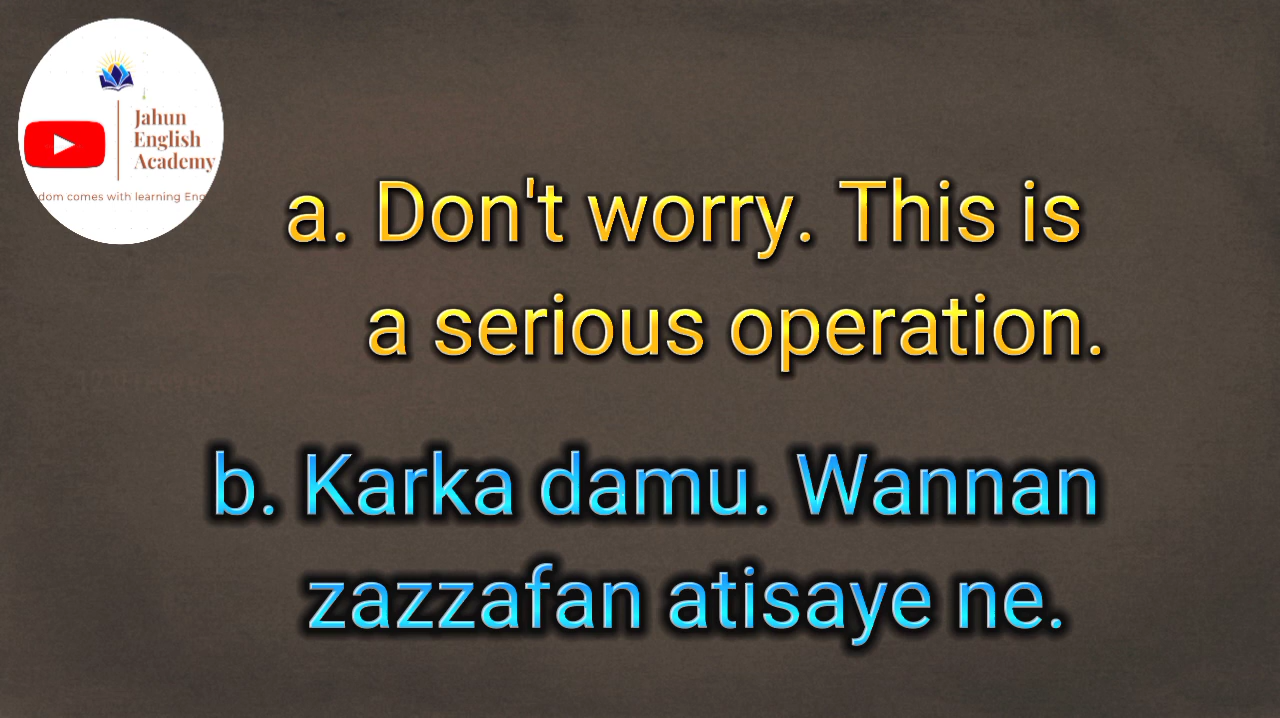 Jahun
English
Academy
dom comes with learning
a. Don't worry. This is
a serious operation.
b. Karka damu. Wannan
zazzafan atisaye ne.